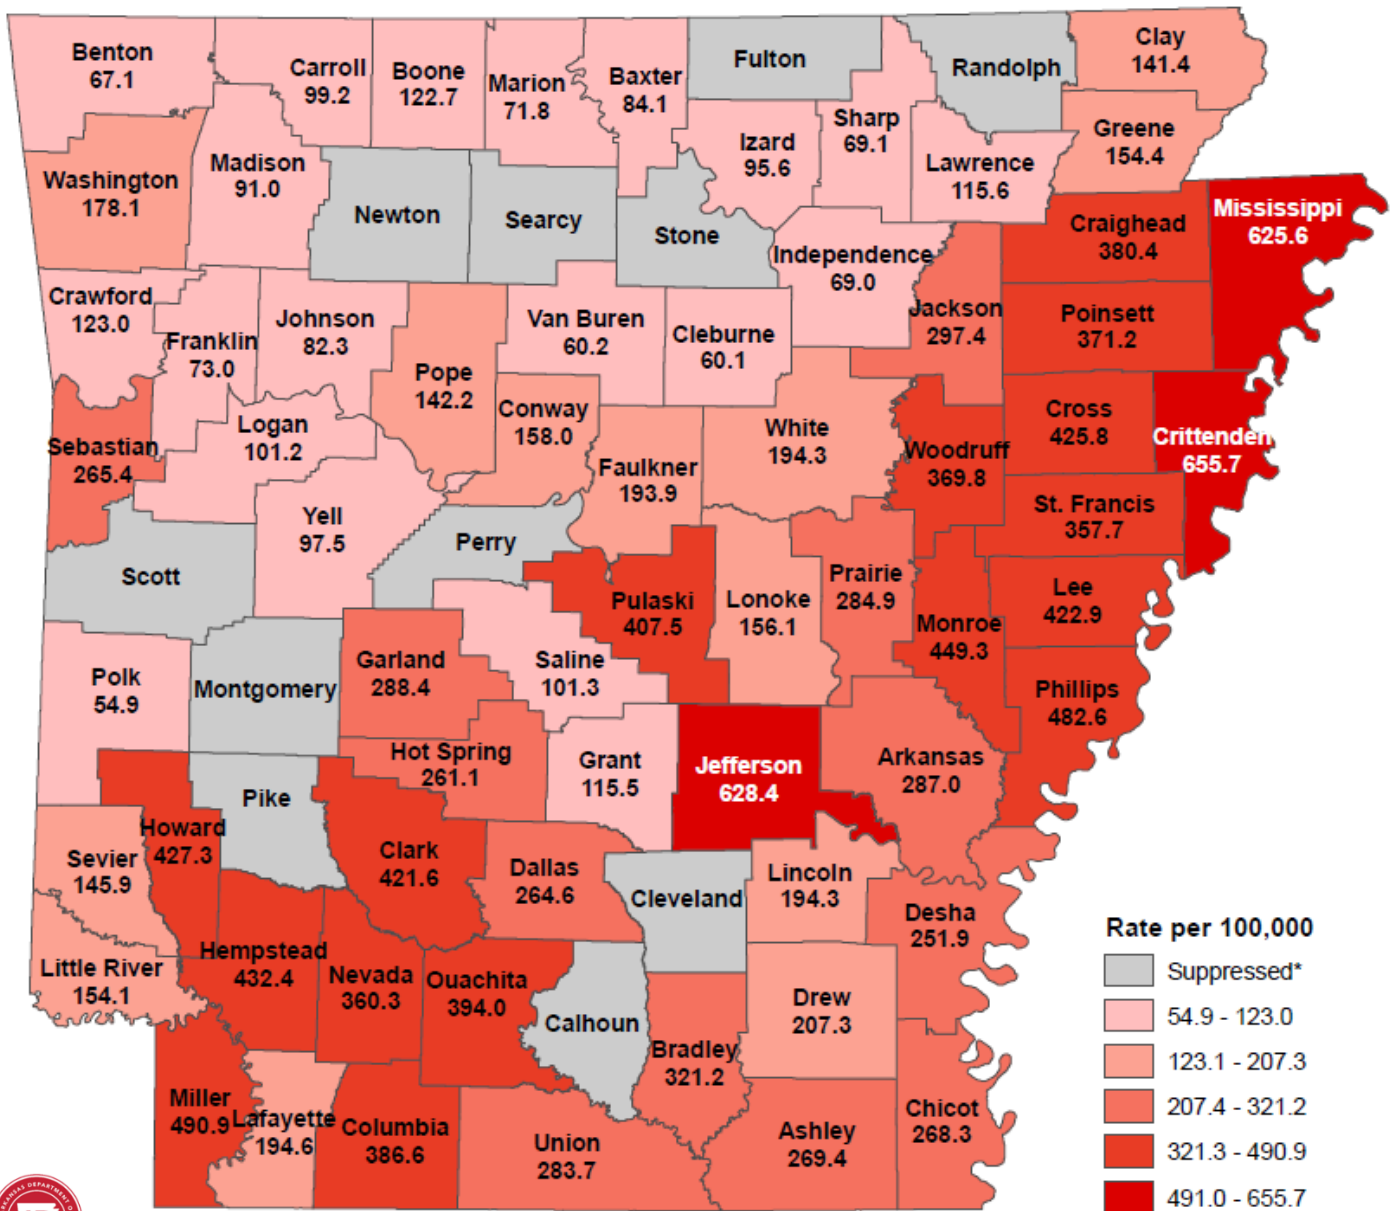 Benton
67.1
Carroll
99.2
Boone
122.7
Marion
71.8
Baxter
84.1
Fulton
Randolph
Clay
141.4
Sharp
69.1
Izard
95.6
Lawrence
115.6
Greene
154.4
Washington
178.1
Madison
91.0
Newton
Searcy
Stone
Independence
69.0
Craighead
380.4
Mississippi
625.6
Crawford
123.0
Franklin
73.0
Johnson
82.3
Pope
142.2
Van Buren
60.2
Cleburne
60.1
Jackson
297.4
Poinsett
371.2
Sebastian
265.4
Logan
101.2
Conway
158.0
Faulkner
193.9
White
194.3
Woodruff
369.8
Cross
425.8
Crittenden
655.7
Yell
97.5
Perry
St. Francis
357.7
Scott
Pulaski
407.5
Lonoke
156.1
Prairie
284.9
Monroe
449.3
Lee
422.9
Polk
54.9
Montgomery
Garland
288.4
Saline
101.3
Phillips
482.6
Hot Spring
261.1
Grant
115.5
Jefferson
628.4
Arkansas
287.0
Pike
Howard
427.3
Sevier
145.9
Clark
421.6
Dallas
264.6
Cleveland
Lincoln
194.3
Desha
251.9
Little River
154.1
Hempstead
432.4
Nevada
360.3
Ouachita
394.0
Calhoun
Bradley
321.2
Drew
207.3
Miller
490.9
Lafayette
194.6
Columbia
386.6
Union
283.7
Ashley
269.4
Chicot
268.3
Rate per 100,000
Suppressed*
54.9 - 123.0
123.1 - 207.3
207.4 - 321.2
321.3 - 490.9
491.0 - 655.7